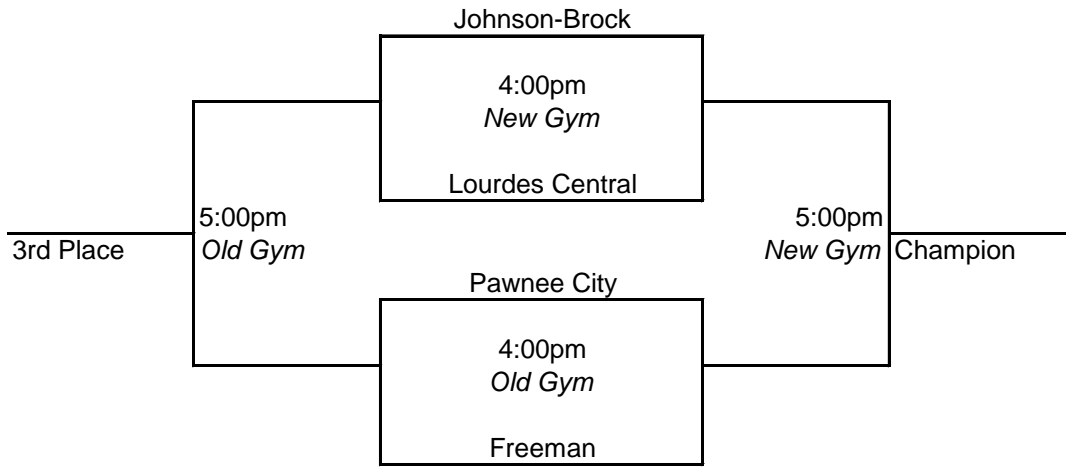 Johnson-Brock
4:00pm
New Gym
Lourdes Central
5:00pm
Old Gym
3rd Place
5:00pm
New Gym
Champion
Pawnee City
4:00pm
Old Gym
Freeman